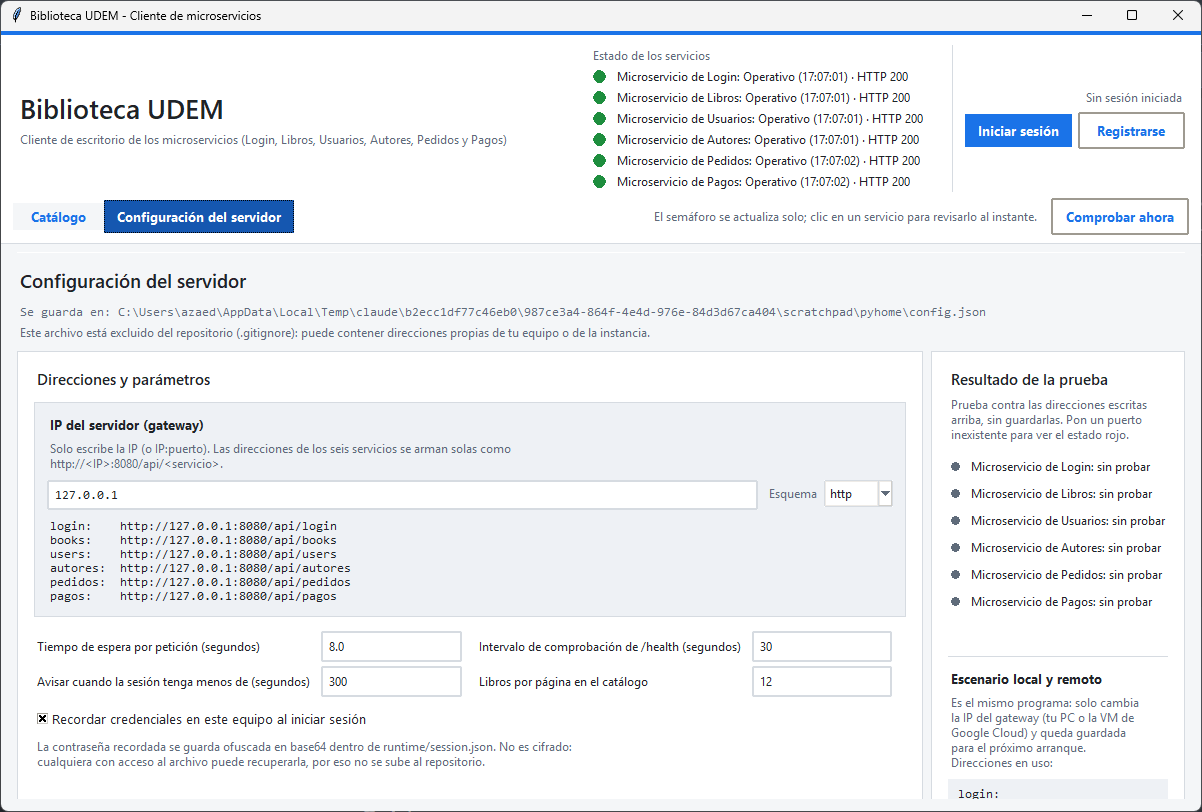 Biblioteca UDEM - Cliente de microservicios
Estado de los servicios
Microservicio de Login: Operativo (17:07:01) · HTTP 200
Microservicio de Libros: Operativo (17:07:01) · HTTP 200
Microservicio de Usuarios: Operativo (17:07:01) · HTTP 200
Microservicio de Autores: Operativo (17:07:01) · HTTP 200
Microservicio de Pedidos: Operativo (17:07:02) · HTTP 200
Microservicio de Pagos: Operativo (17:07:02) · HTTP 200
Biblioteca UDEM
Cliente de escritorio de los microservicios (Login, Libros, Usuarios, Autores, Pedidos y Pagos)
Sin sesión iniciada
Iniciar sesión
Registrarse
Catálogo
Configuración del servidor
El semáforo se actualiza solo; clic en un servicio para revisarlo al instante.
Comprobar ahora
Configuración del servidor
Se guarda en: C:\Users\azaed\AppData\Local\Temp\claude\b2ecc1df77c46eb0\987ce3a4-864f-4e4d-976e-84d3d67ca404\scratchpad\pyhome\config.json
Este archivo está excluido del repositorio (.gitignore): puede contener direcciones propias de tu equipo o de la instancia.
Direcciones y parámetros
IP del servidor (gateway)
Solo escribe la IP (o IP:puerto). Las direcciones de los seis servicios se arman solas como
http://<IP>:8080/api/<servicio>.
127.0.0.1
Esquema
http
login: http://127.0.0.1:8080/api/login
books: http://127.0.0.1:8080/api/books
users: http://127.0.0.1:8080/api/users
autores: http://127.0.0.1:8080/api/autores
pedidos: http://127.0.0.1:8080/api/pedidos
pagos: http://127.0.0.1:8080/api/pagos
Tiempo de espera por petición (segundos)
8.0
Intervalo de comprobación de /health (segundos)
30
Avisar cuando la sesión tenga menos de (segundos)
300
Libros por página en el catálogo
12
Recordar credenciales en este equipo al iniciar sesión
La contraseña recordada se guarda ofuscada en base64 dentro de runtime/session.json. No es cifrado:
cualquiera con acceso al archivo puede recuperarla, por eso no se sube al repositorio.
Resultado de la prueba
Prueba contra las direcciones escritas
arriba, sin guardarlas. Pon un puerto
inexistente para ver el estado rojo.
Microservicio de Login: sin probar
Microservicio de Libros: sin probar
Microservicio de Usuarios: sin probar
Microservicio de Autores: sin probar
Microservicio de Pedidos: sin probar
Microservicio de Pagos: sin probar
Escenario local y remoto
Es el mismo programa: solo cambia
la IP del gateway (tu PC o la VM de
Google Cloud) y queda guardada
para el próximo arranque.
Direcciones en uso:
login: